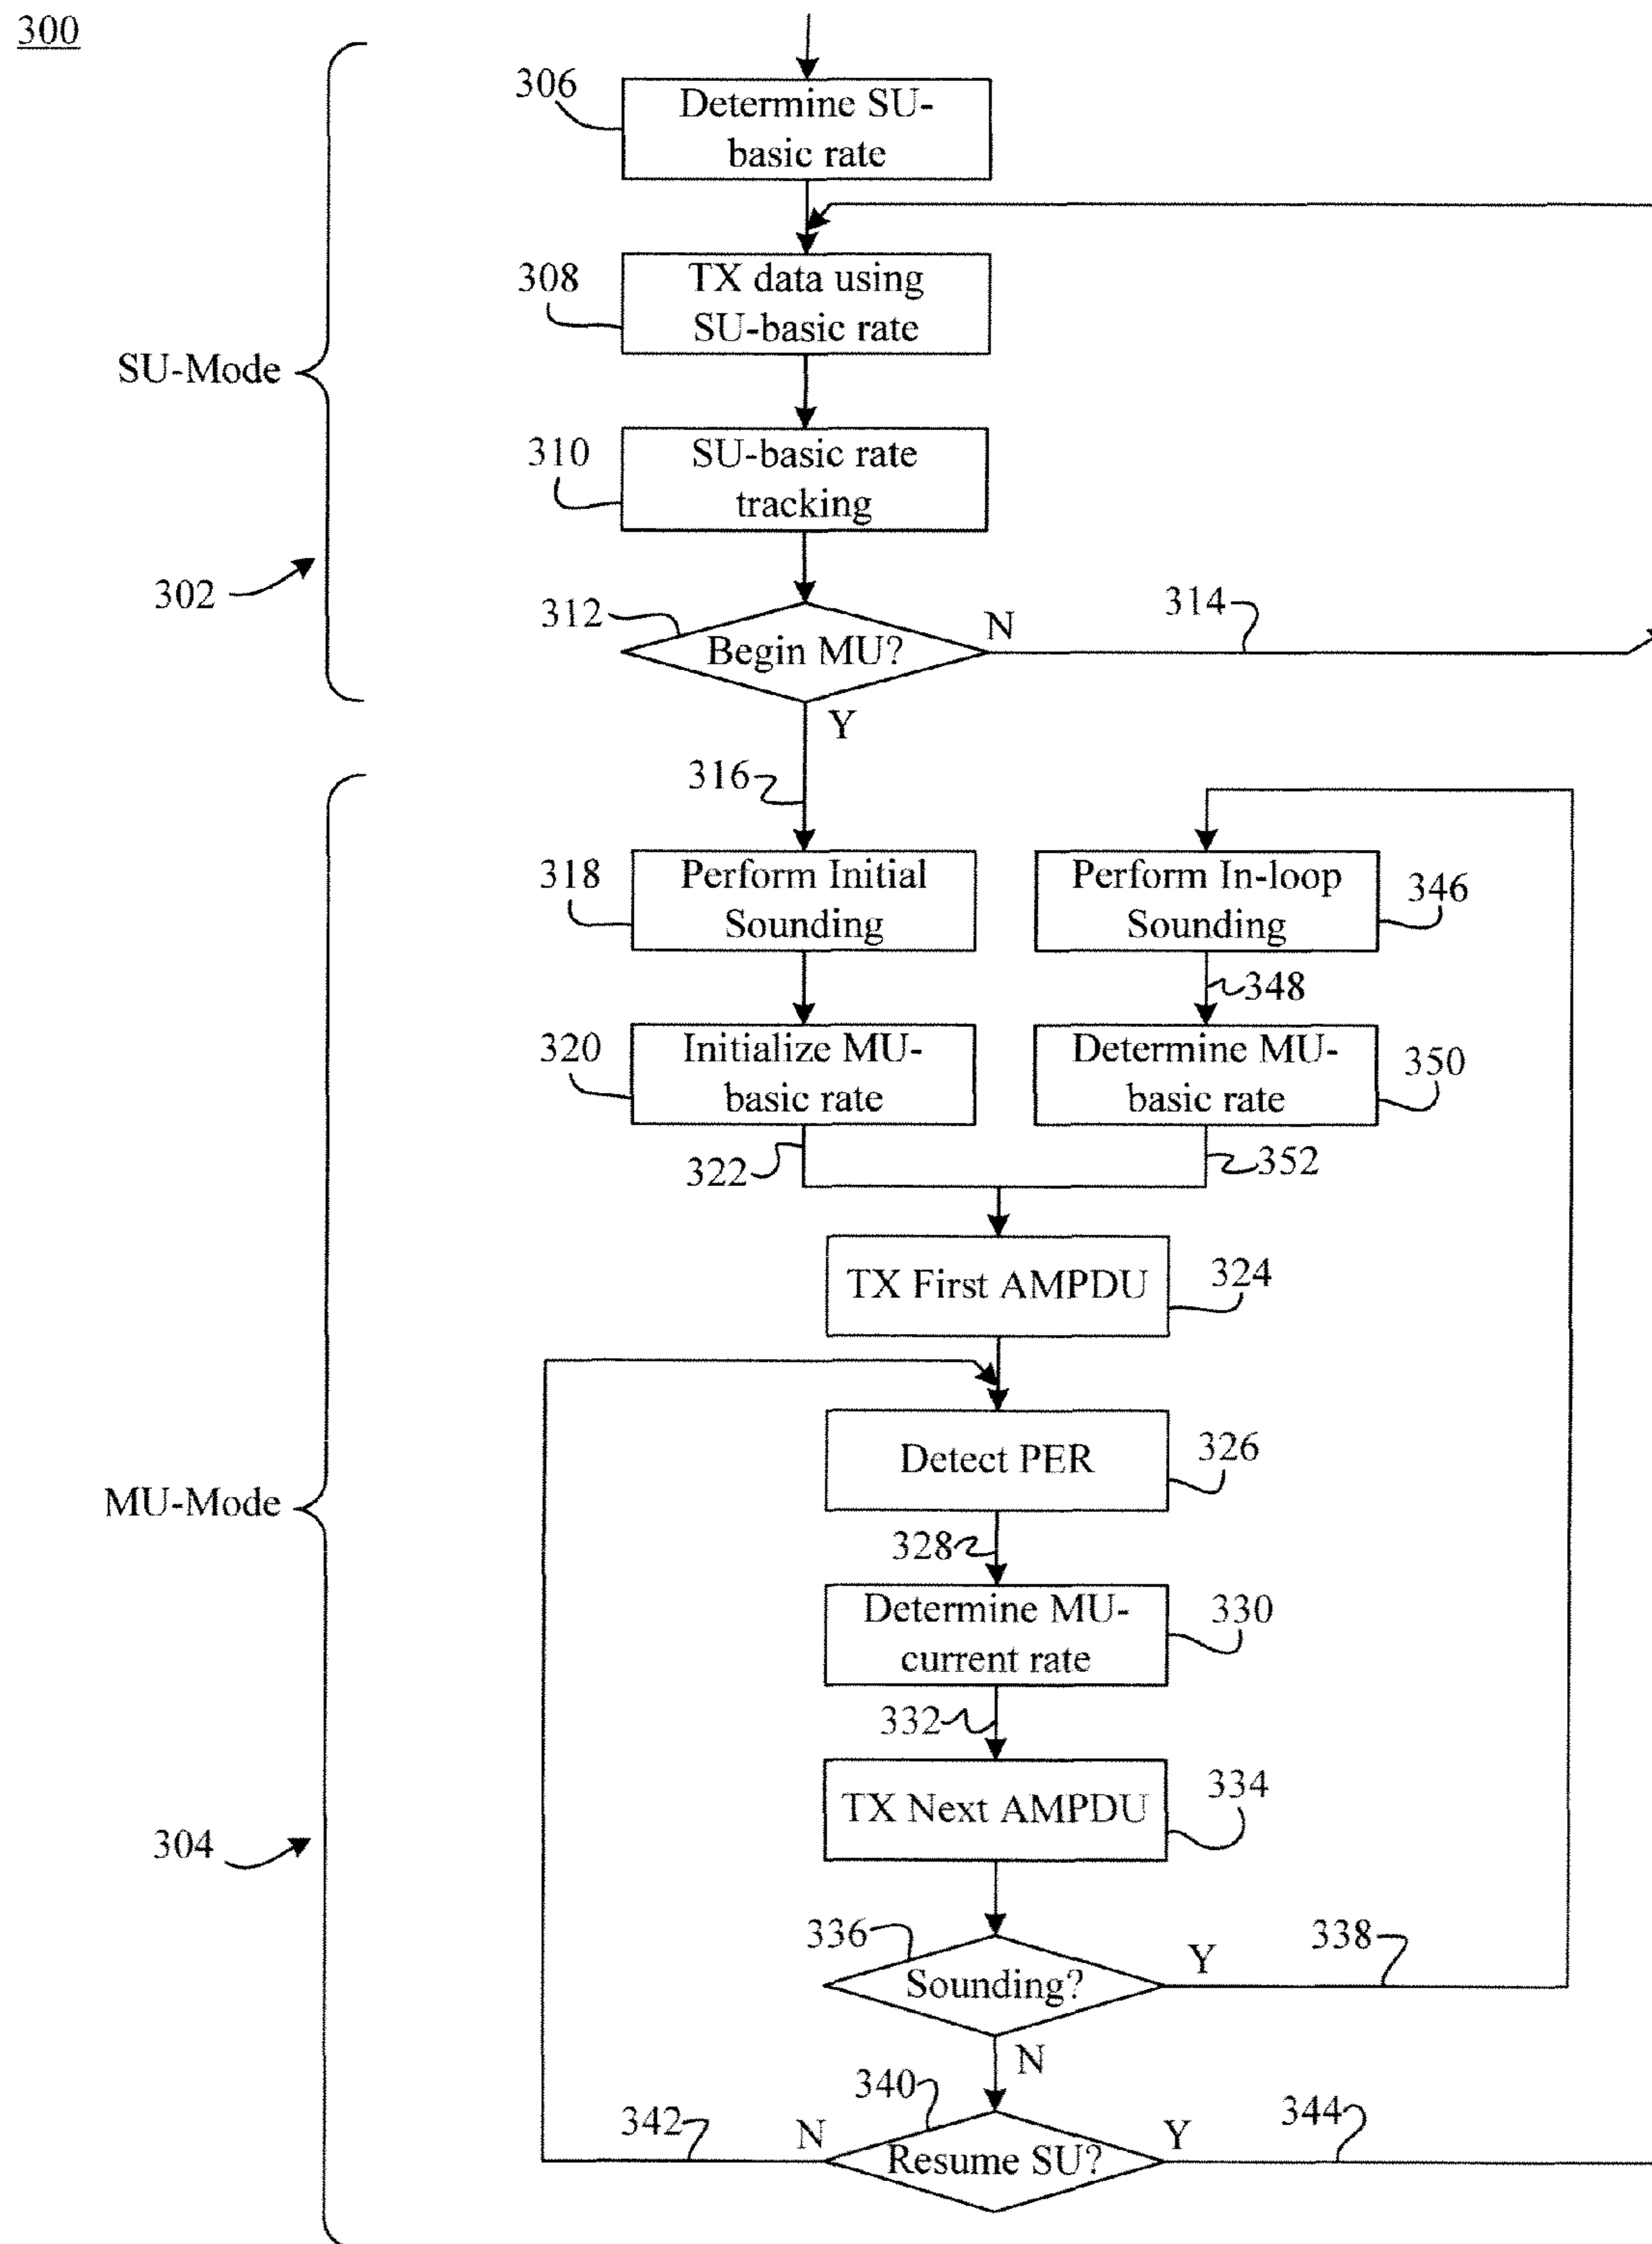 300
306
Determine SU-
basic rate
308
TX data using
SU-basic rate
SU-Mode
310
SU-basic rate
tracking
302
312
Begin MU?
N
314
Y
316
318
Perform Initial
Sounding
Perform In-loop
Sounding
346
348
320
Initialize MU-
basic rate
Determine MU-
basic rate
350
322
352
TX First AMPDU
324
Detect PER
326
MU-Mode
328
Determine MU-
current rate
330
332
TX Next AMPDU
334
304
336
Sounding?
Y
338
N
340
342
N
Resume SU?
Y
344